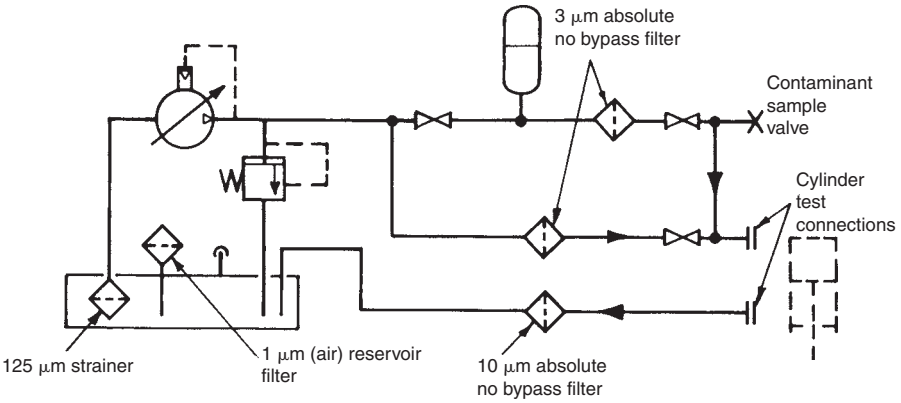 3 μm absolute
no bypass filter
Contaminant
sample
valve
Cylinder
test
connections
125 μm strainer
1 μm (air) reservoir
filter
10 μm absolute
no bypass filter